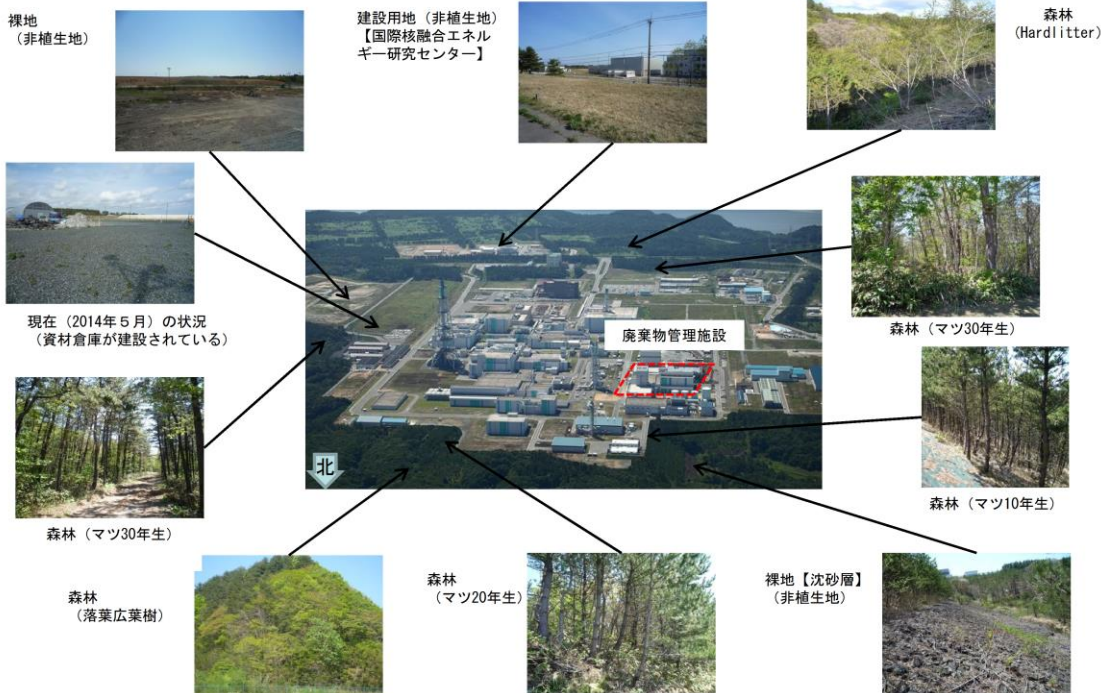 裸地
（非植生地）
建設用地（非植生地）
【国際核融合エネル
ギー研究センター】
森林
（Hardlitter）
現在（2014年５月）の状況
（資材倉庫が建設されている）
森林（マツ30年生）
廃棄物管理施設
森林（マツ30年生）
北
森林（マツ10年生）
森林
（落葉広葉樹）
森林
（マツ20年生）
裸地【沈砂層】
（非植生地）